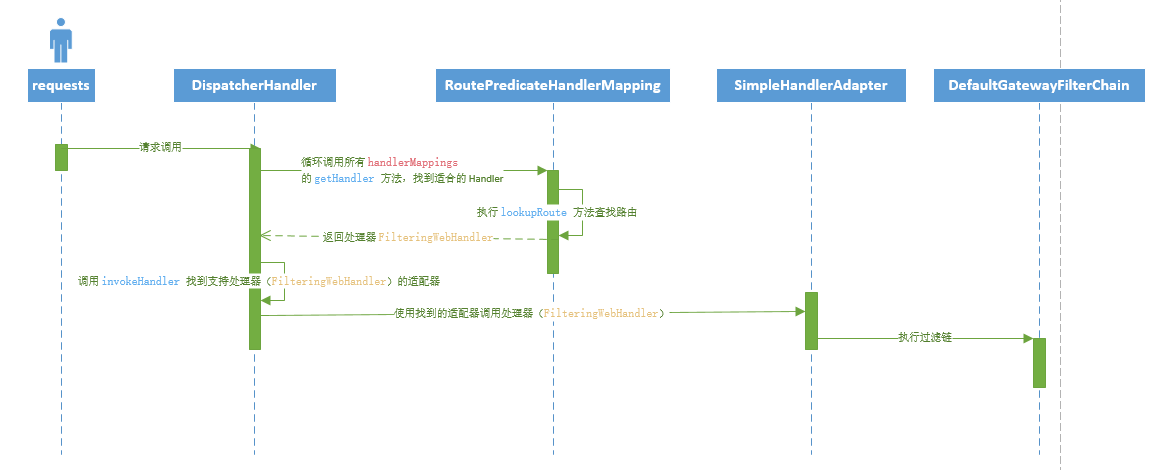 requests
DispatcherHandler
RoutePredicateHandlerMapping
SimpleHandlerAdapter
DefaultGatewayFilterChain
请求调用
循环调用所有 handlerMappings
的 getHandler 方法，找到适合的 Handler
执行 lookupRoute 方法查找路由
返回处理器 FilteringWebHandler
调用 invokeHandler 找到支持处理器（FilteringWebHandler）的适配器
使用找到的适配器调用处理器（FilteringWebHandler）
执行过滤链